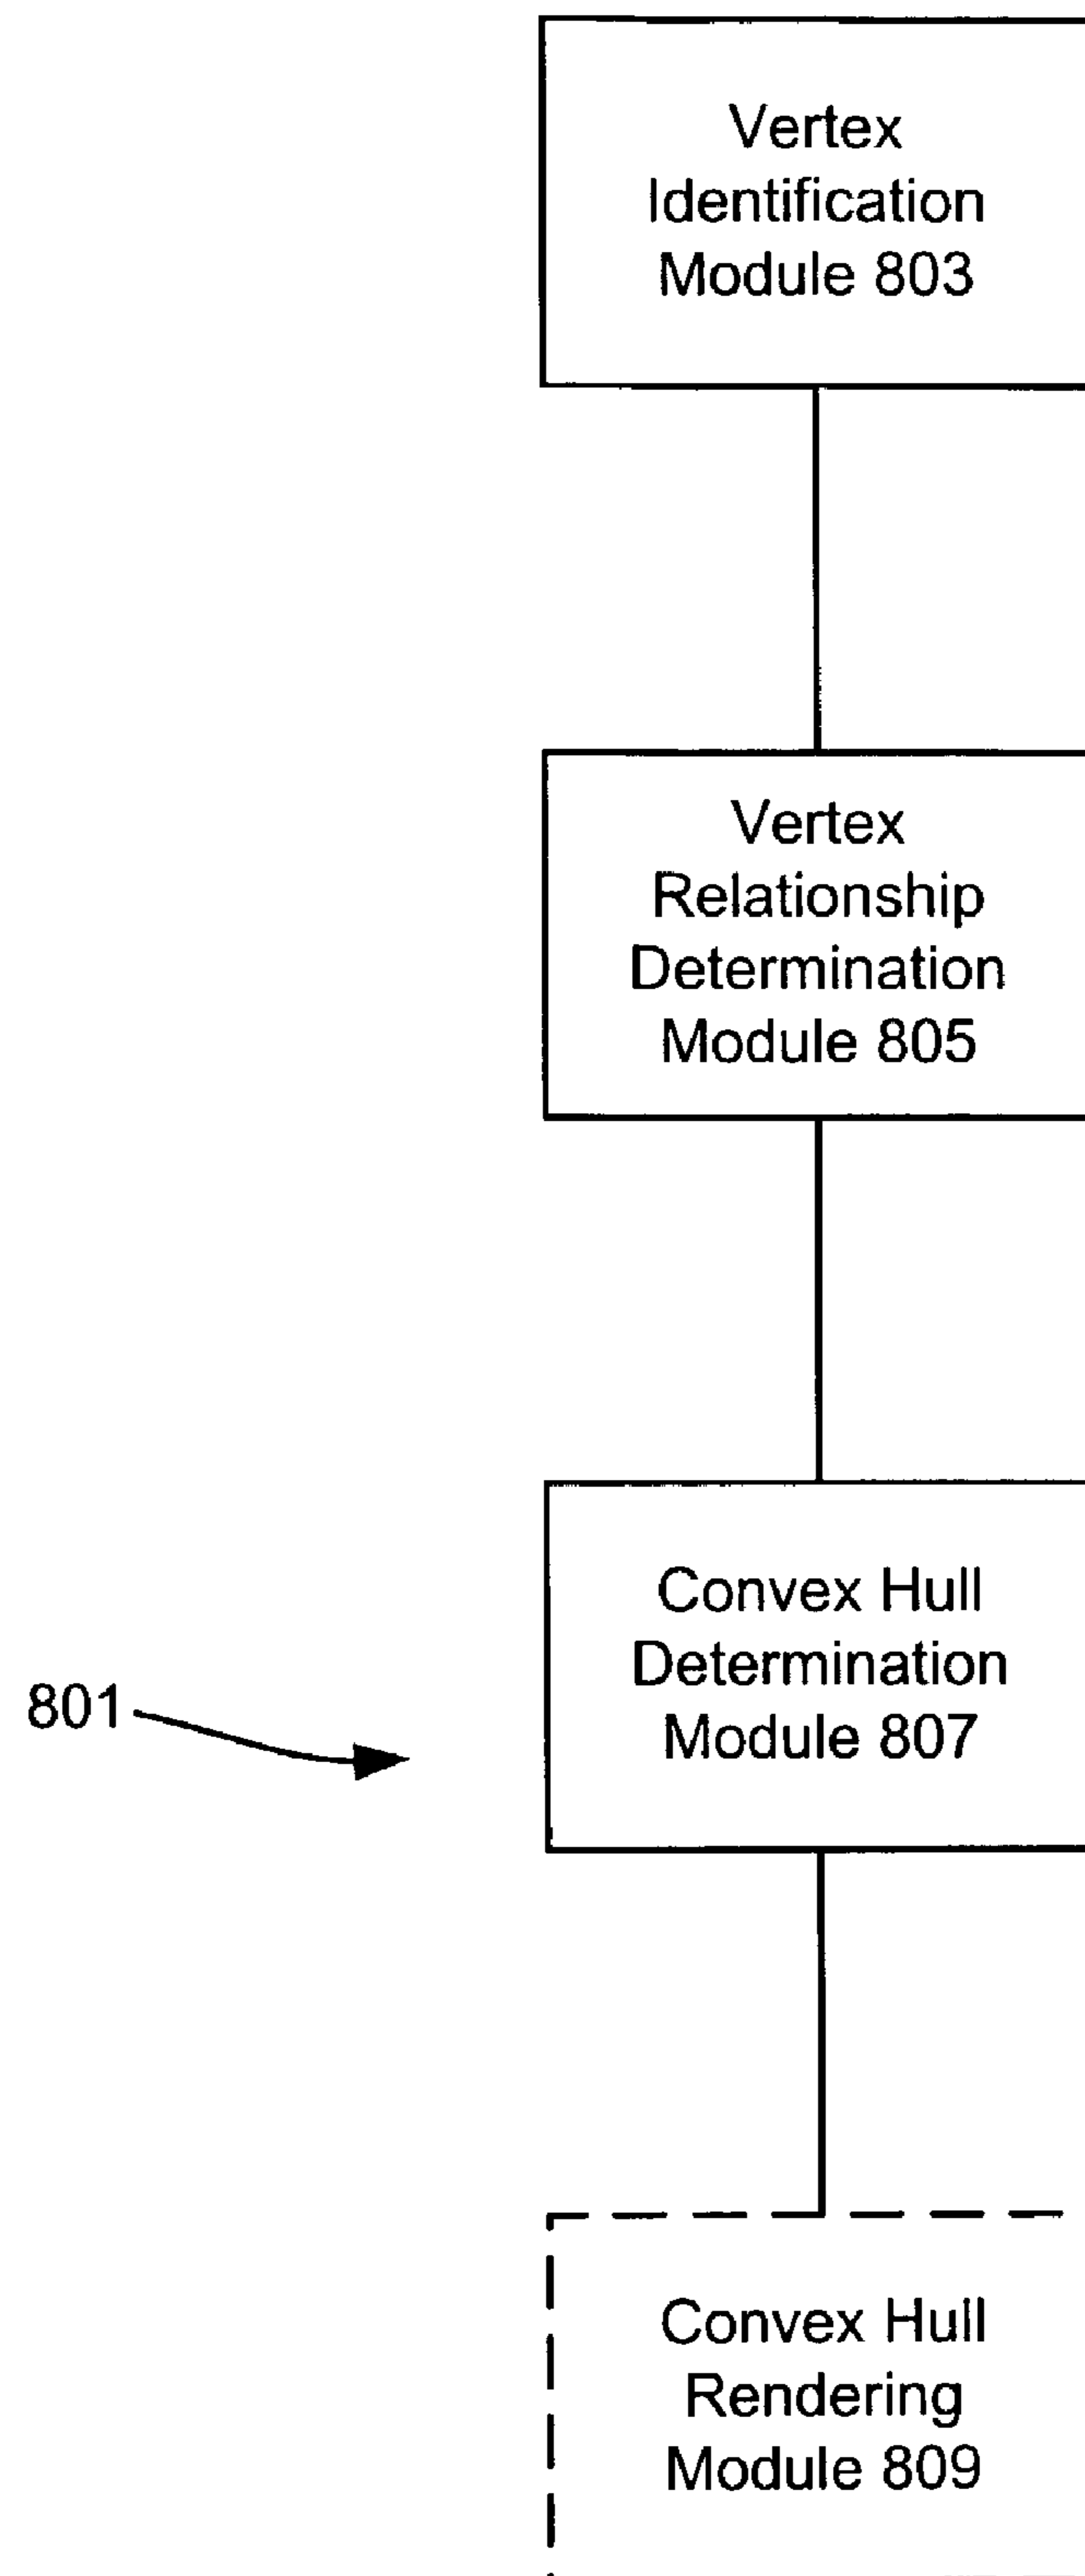 Vertex
Identification
Module 803
Vertex
Relationship
Determination
Module 805
Convex Hull
Determination
Module 807
801
Convex Hull
Rendering
Module 809